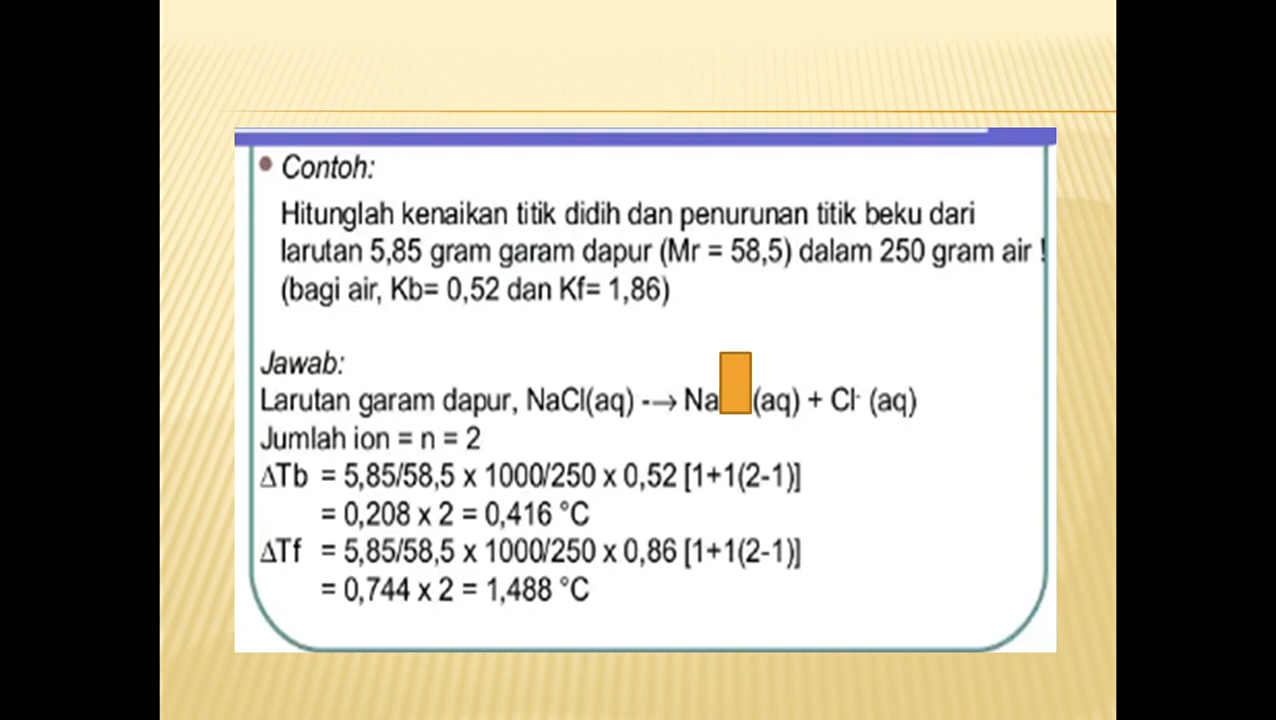 Contoh:
Hitunglah kenaikan titik didih dan penurunan titik beku dari
larutan 5,85 gram garam dapur (Mr = 58,5) dalam 250 gram air !
(bagi air, Kb= 0,52 dan Kf= 1,86)
Jawab:
Larutan garam dapur, NaCl(aq) --→ Na (aq) + Cl⁻ (aq)
Jumlah ion = n = 2
∆Tb = 5,85/58,5 x 1000/250 x 0,52 [1+1(2-1)]
= 0,208 x 2 = 0,416 °C
∆Tf = 5,85/58,5 x 1000/250 x 0,86 [1+1(2-1)]
= 0,744 x 2 = 1,488 °C